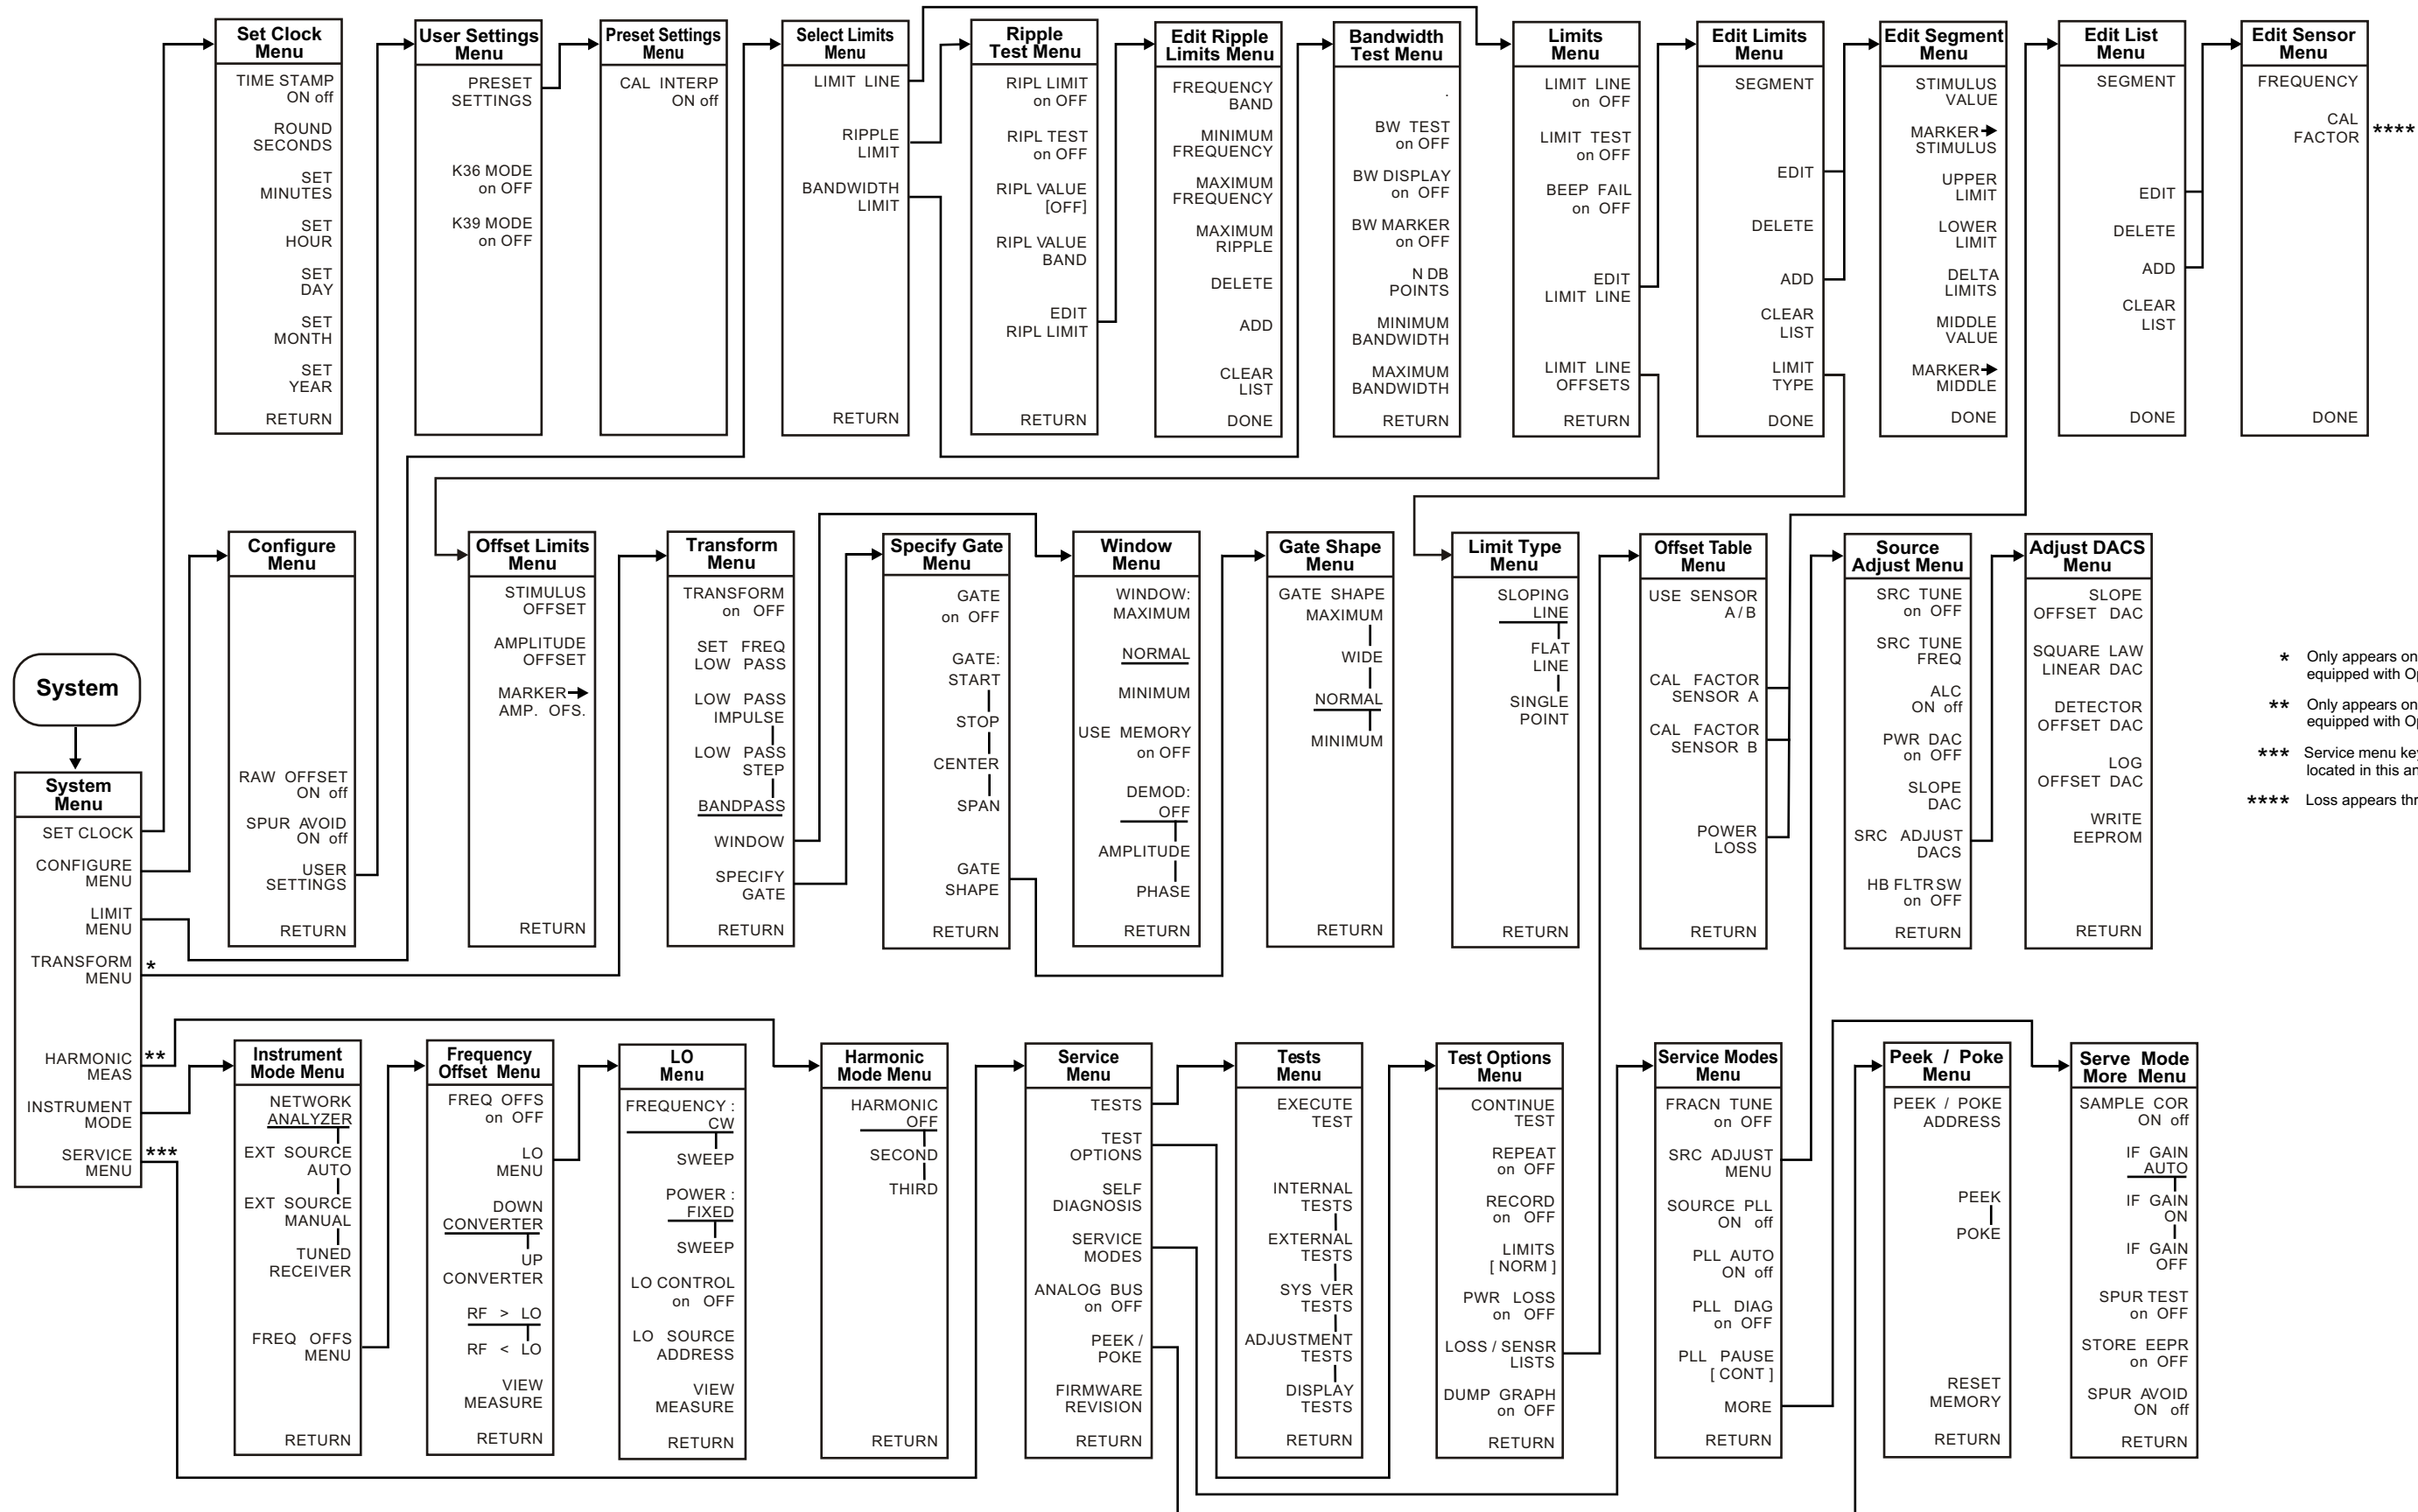 Set Clock
Menu
TIME STAMP
ON off
ROUND
SECONDS
SET
MINUTES
SET
HOUR
SET
DAY
SET
MONTH
SET
YEAR
RETURN
User Settings
Menu
PRESET
SETTINGS
K36 MODE
on OFF
K39 MODE
on OFF
Preset Settings
Menu
CAL INTERP
ON off
Select Limits
Menu
LIMIT LINE
RIPPLE
LIMIT
BANDWIDTH
LIMIT
RETURN
Ripple
Test Menu
RIPL LIMIT
on OFF
RIPL TEST
on OFF
RIPL VALUE
[OFF]
RIPL VALUE
BAND
EDIT
RIPL LIMIT
RETURN
Edit Ripple
Limits Menu
FREQUENCY
BAND
MINIMUM
FREQUENCY
MAXIMUM
FREQUENCY
MAXIMUM
RIPPLE
DELETE
ADD
CLEAR
LIST
DONE
Bandwidth
Test Menu
.
BW TEST
on OFF
BW DISPLAY
on OFF
BW MARKER
on OFF
N DB
POINTS
MINIMUM
BANDWIDTH
MAXIMUM
BANDWIDTH
RETURN
Limits
Menu
LIMIT LINE
on OFF
LIMIT TEST
on OFF
BEEP FAIL
on OFF
EDIT
LIMIT LINE
LIMIT LINE
OFFSETS
RETURN
Edit Limits
Menu
SEGMENT
EDIT
DELETE
ADD
CLEAR
LIST
LIMIT
TYPE
DONE
Edit Segment
Menu
STIMULUS
VALUE
MARKER→
STIMULUS
UPPER
LIMIT
LOWER
LIMIT
DELTA
LIMITS
MIDDLE
VALUE
MARKER→
MIDDLE
DONE
Edit List
Menu
SEGMENT
EDIT
DELETE
ADD
CLEAR
LIST
DONE
Edit Sensor
Menu
FREQUENCY
CAL
FACTOR ****
DONE
System
System
Menu
SET CLOCK
CONFIGURE
MENU
LIMIT
MENU
TRANSFORM *
MENU
HARMONIC **
MEAS
INSTRUMENT
MODE
SERVICE ***
MENU
Configure
Menu
RAW OFFSET
ON off
SPUR AVOID
ON off
USER
SETTINGS
RETURN
Offset Limits
Menu
STIMULUS
OFFSET
AMPLITUDE
OFFSET
MARKER→
AMP. OFS.
RETURN
Transform
Menu
TRANSFORM
on OFF
SET FREQ
LOW PASS
LOW PASS
IMPULSE
LOW PASS
STEP
BANDPASS
WINDOW
SPECIFY
GATE
RETURN
Specify Gate
Menu
GATE
on OFF
GATE:
START
STOP
CENTER
SPAN
GATE
SHAPE
RETURN
Window
Menu
WINDOW:
MAXIMUM
NORMAL
MINIMUM
USE MEMORY
on OFF
DEMOD:
OFF
AMPLITUDE
PHASE
RETURN
Gate Shape
Menu
GATE SHAPE
MAXIMUM
WIDE
NORMAL
MINIMUM
RETURN
Limit Type
Menu
SLOPING
LINE
FLAT
LINE
SINGLE
POINT
RETURN
Offset Table
Menu
USE SENSOR
A / B
CAL FACTOR
SENSOR A
CAL FACTOR
SENSOR B
POWER
LOSS
RETURN
Source
Adjust Menu
SRC TUNE
on OFF
SRC TUNE
FREQ
ALC
ON off
PWR DAC
on OFF
SLOPE
DAC
SRC ADJUST
DACS
HB FLTR SW
on OFF
RETURN
Adjust DACS
Menu
SLOPE
OFFSET DAC
SQUARE LAW
LINEAR DAC
DETECTOR
OFFSET DAC
LOG
OFFSET DAC
WRITE
EEPROM
RETURN
* Only appears on
equipped with
** Only appears on
equipped with
*** Service menu
located in this
**** Loss appears
Instrument
Mode Menu
NETWORK
ANALYZER
EXT SOURCE
AUTO
EXT SOURCE
MANUAL
TUNED
RECEIVER
FREQ OFFS
MENU
RETURN
Frequency
Offset Menu
FREQ OFFS
on OFF
LO
MENU
DOWN
CONVERTER
UP
CONVERTER
RF > LO
RF < LO
VIEW
MEASURE
RETURN
LO
Menu
FREQUENCY :
CW
SWEEP
POWER :
FIXED
SWEEP
LO CONTROL
on OFF
LO SOURCE
ADDRESS
VIEW
MEASURE
RETURN
Harmonic
Mode Menu
HARMONIC
OFF
SECOND
THIRD
RETURN
Service
Menu
TESTS
TEST
OPTIONS
SELF
DIAGNOSIS
SERVICE
MODES
ANALOG BUS
on OFF
PEEK /
POKE
FIRMWARE
REVISION
RETURN
Tests
Menu
EXECUTE
TEST
INTERNAL
TESTS
EXTERNAL
TESTS
SYS VER
TESTS
ADJUSTMENT
TESTS
DISPLAY
TESTS
RETURN
Test Options
Menu
CONTINUE
TEST
REPEAT
on OFF
RECORD
on OFF
LIMITS
[ NORM ]
PWR LOSS
on OFF
LOSS / SENSR
LISTS
DUMP GRAPH
on OFF
RETURN
Service Modes
Menu
FRACN TUNE
on OFF
SRC ADJUST
MENU
SOURCE PLL
ON off
PLL AUTO
ON off
PLL DIAG
on OFF
PLL PAUSE
[ CONT ]
MORE
RETURN
Peek / Poke
Menu
PEEK / POKE
ADDRESS
PEEK
POKE
RESET
MEMORY
RETURN
Serve Mode
More Menu
SAMPLE COR
ON off
IF GAIN
AUTO
IF GAIN
ON
IF GAIN
OFF
SPUR TEST
on OFF
STORE EEPR
on OFF
SPUR AVOID
ON off
RETURN